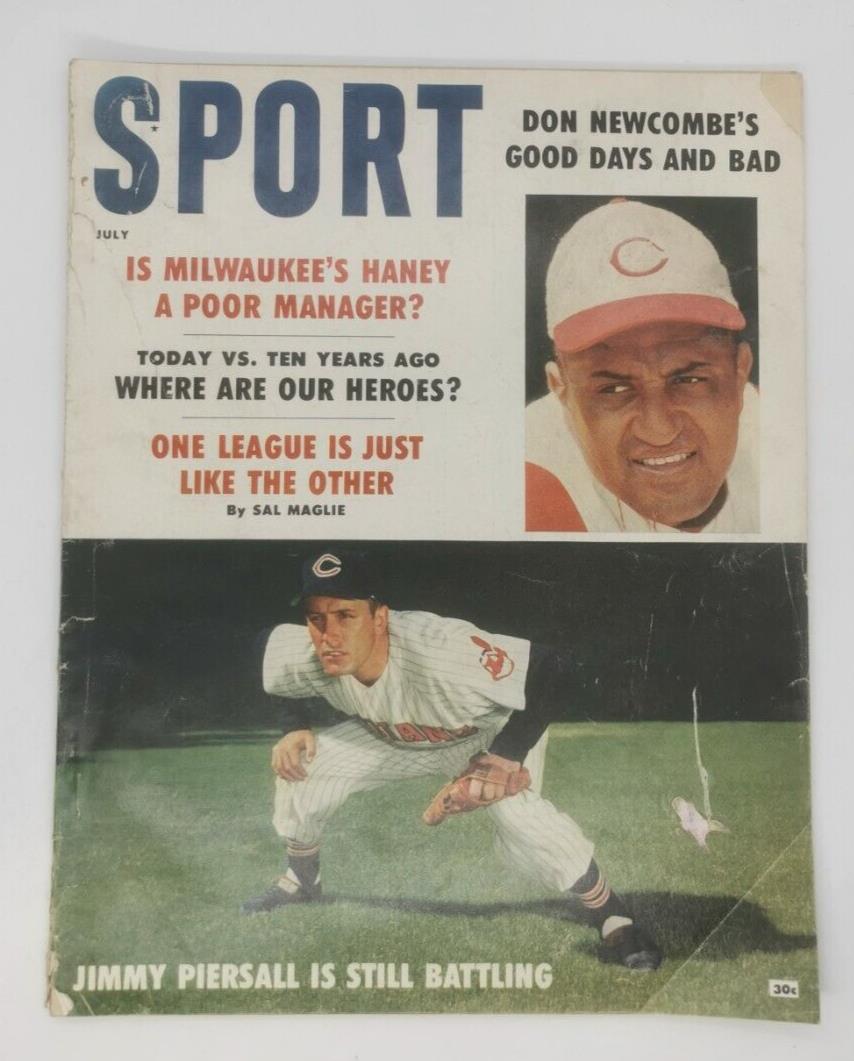 SPORT
JULY
DON NEWCOMBE'S
GOOD DAYS AND BAD
IS MILWAUKEE'S HANEY
A POOR MANAGER?
TODAY VS. TEN YEARS AGO
WHERE ARE OUR HEROES?
ONE LEAGUE IS JUST
LIKE THE OTHER
By SAL MAGLIE
C
C
IANS
JIMMY PIERSALL IS STILL BATTLING
30¢